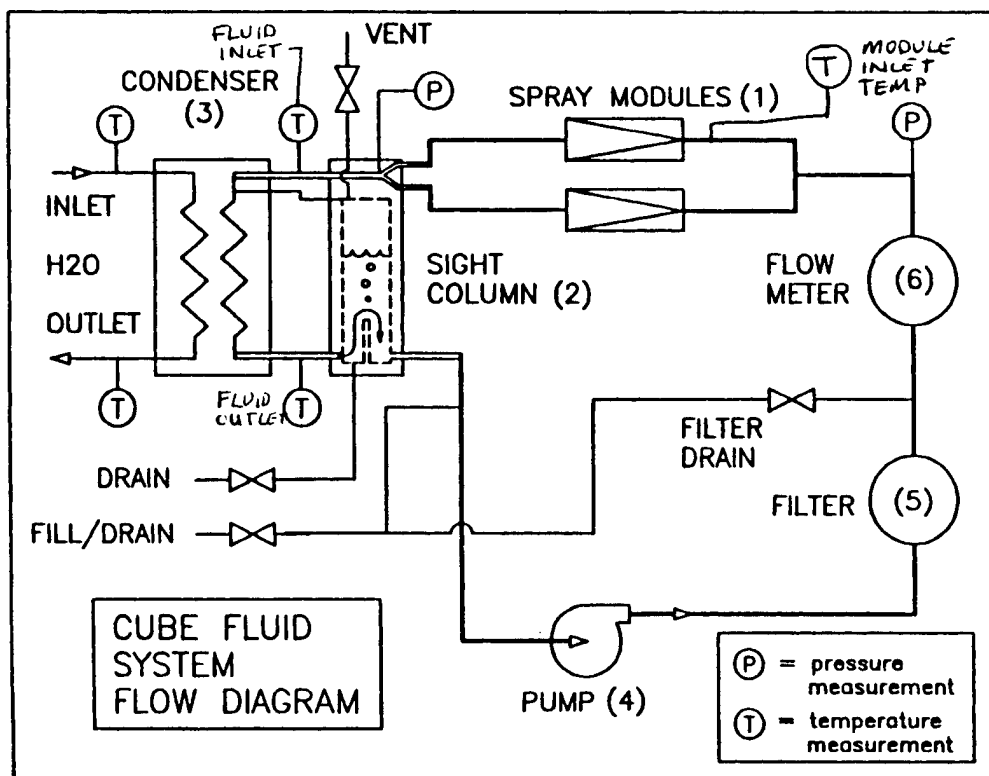 FLUID
INLET
VENT
CONDENSER
(3)
T
T
P
SPRAY MODULES (1)
T
MODULE
INLET
TEMP
P
INLET
H2O
OUTLET
SIGHT
COLUMN (2)
FLOW
METER
(6)
T
FLUID
OUTLET
T
FILTER
DRAIN
DRAIN
FILL/DRAIN
FILTER
(5)
CUBE FLUID
SYSTEM
FLOW DIAGRAM
PUMP (4)
P = pressure
measurement
T = temperature
measurement